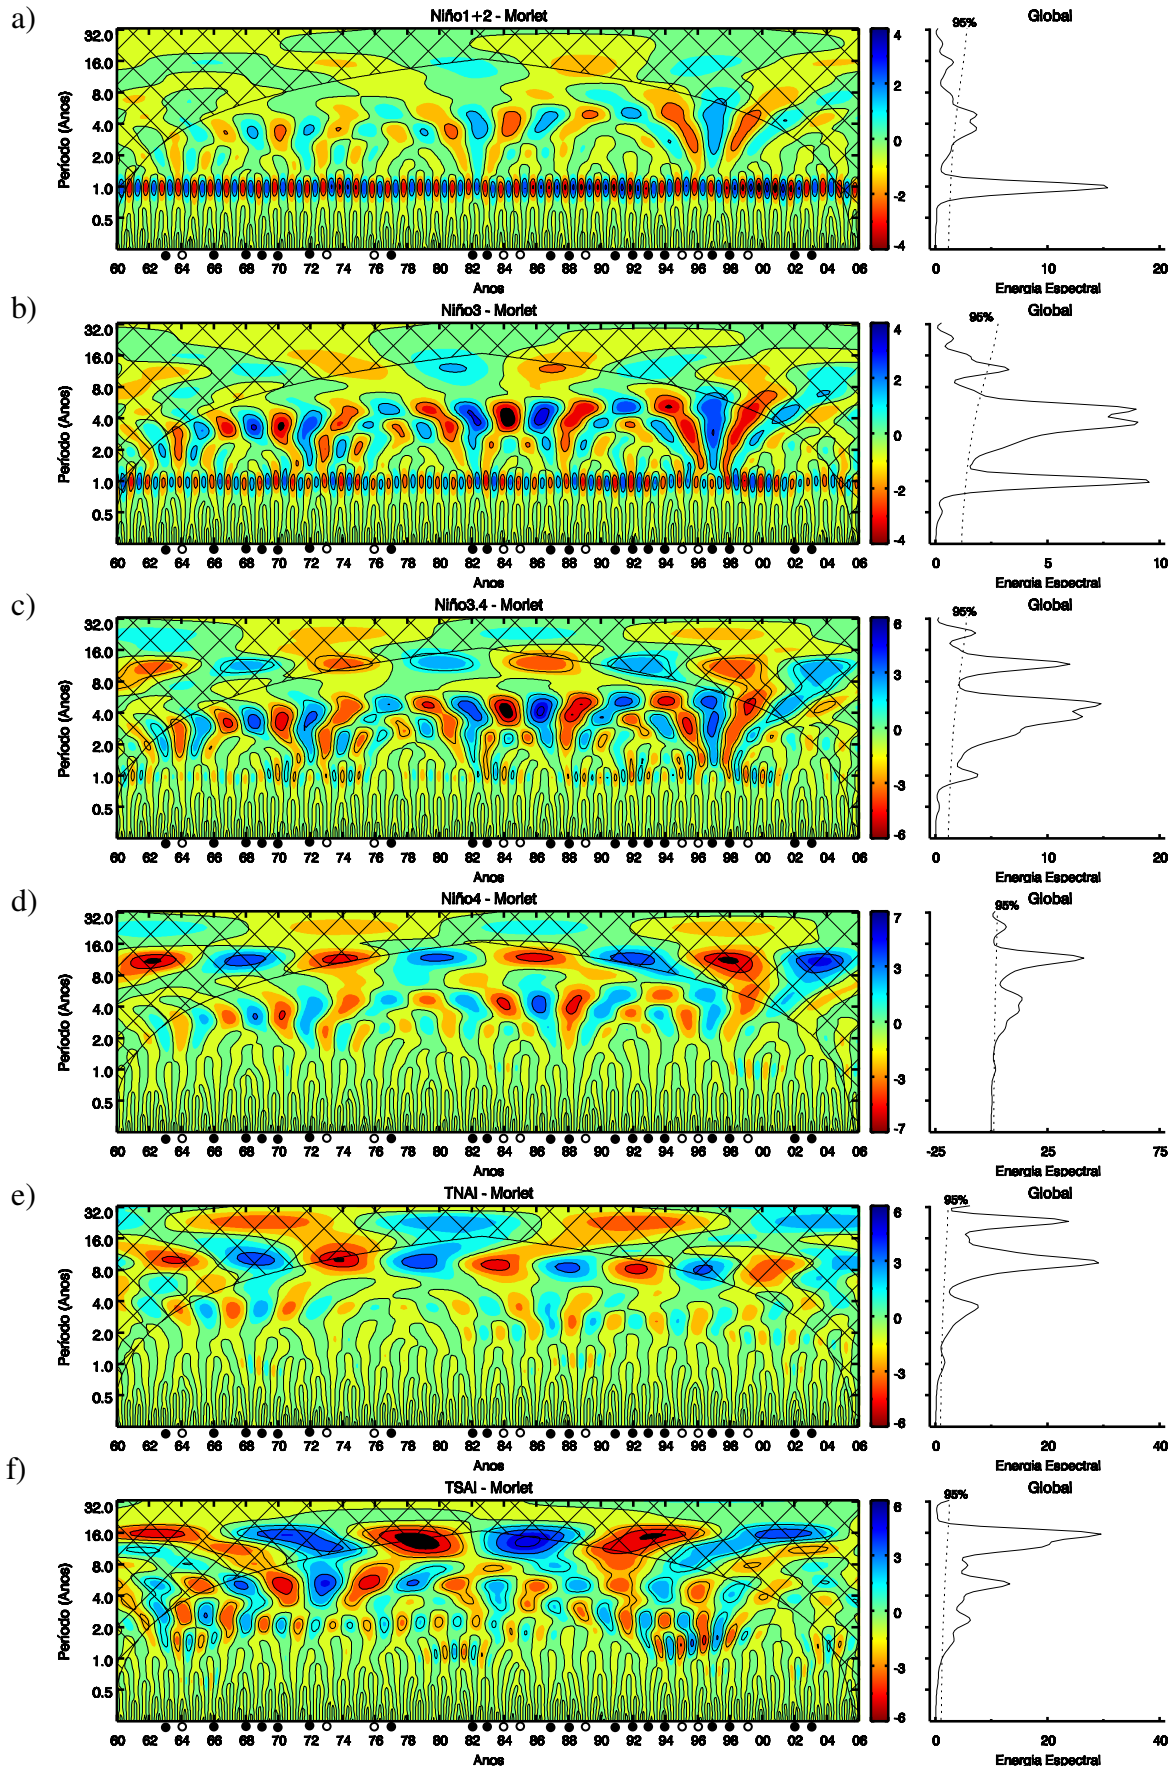 a)
Niño1+2 - Morlet
Global
95%
Período (Anos)
32.0
16.0
8.0
4.0
2.0
1.0
0.5
4
2
0
-2
-4
60 62 64 66 68 70 72 74 76 78 80 82 84 86 88 90 92 94 96 98 00 02 04 06
Anos
0 10 20
Energia Espectral
b)
Niño3 - Morlet
Global
95%
Período (Anos)
32.0
16.0
8.0
4.0
2.0
1.0
0.5
4
2
0
-2
-4
60 62 64 66 68 70 72 74 76 78 80 82 84 86 88 90 92 94 96 98 00 02 04 06
Anos
0 5 10
Energia Espectral
c)
Niño3.4 - Morlet
Global
95%
Período (Anos)
32.0
16.0
8.0
4.0
2.0
1.0
0.5
6
3
0
-3
-6
60 62 64 66 68 70 72 74 76 78 80 82 84 86 88 90 92 94 96 98 00 02 04 06
Anos
0 10 20
Energia Espectral
d)
Niño4 - Morlet
Global
95%
Período (Anos)
32.0
16.0
8.0
4.0
2.0
1.0
0.5
7
3
0
-3
-7
60 62 64 66 68 70 72 74 76 78 80 82 84 86 88 90 92 94 96 98 00 02 04 06
Anos
-25 25 75
Energia Espectral
e)
TNAI - Morlet
Global
95%
Período (Anos)
32.0
16.0
8.0
4.0
2.0
1.0
0.5
6
3
0
-3
-6
60 62 64 66 68 70 72 74 76 78 80 82 84 86 88 90 92 94 96 98 00 02 04 06
Anos
0 20 40
Energia Espectral
f)
TSAI - Morlet
Global
95%
Período (Anos)
32.0
16.0
8.0
4.0
2.0
1.0
0.5
6
3
0
-3
-6
60 62 64 66 68 70 72 74 76 78 80 82 84 86 88 90 92 94 96 98 00 02 04 06
Anos
0 20 40
Energia Espectral